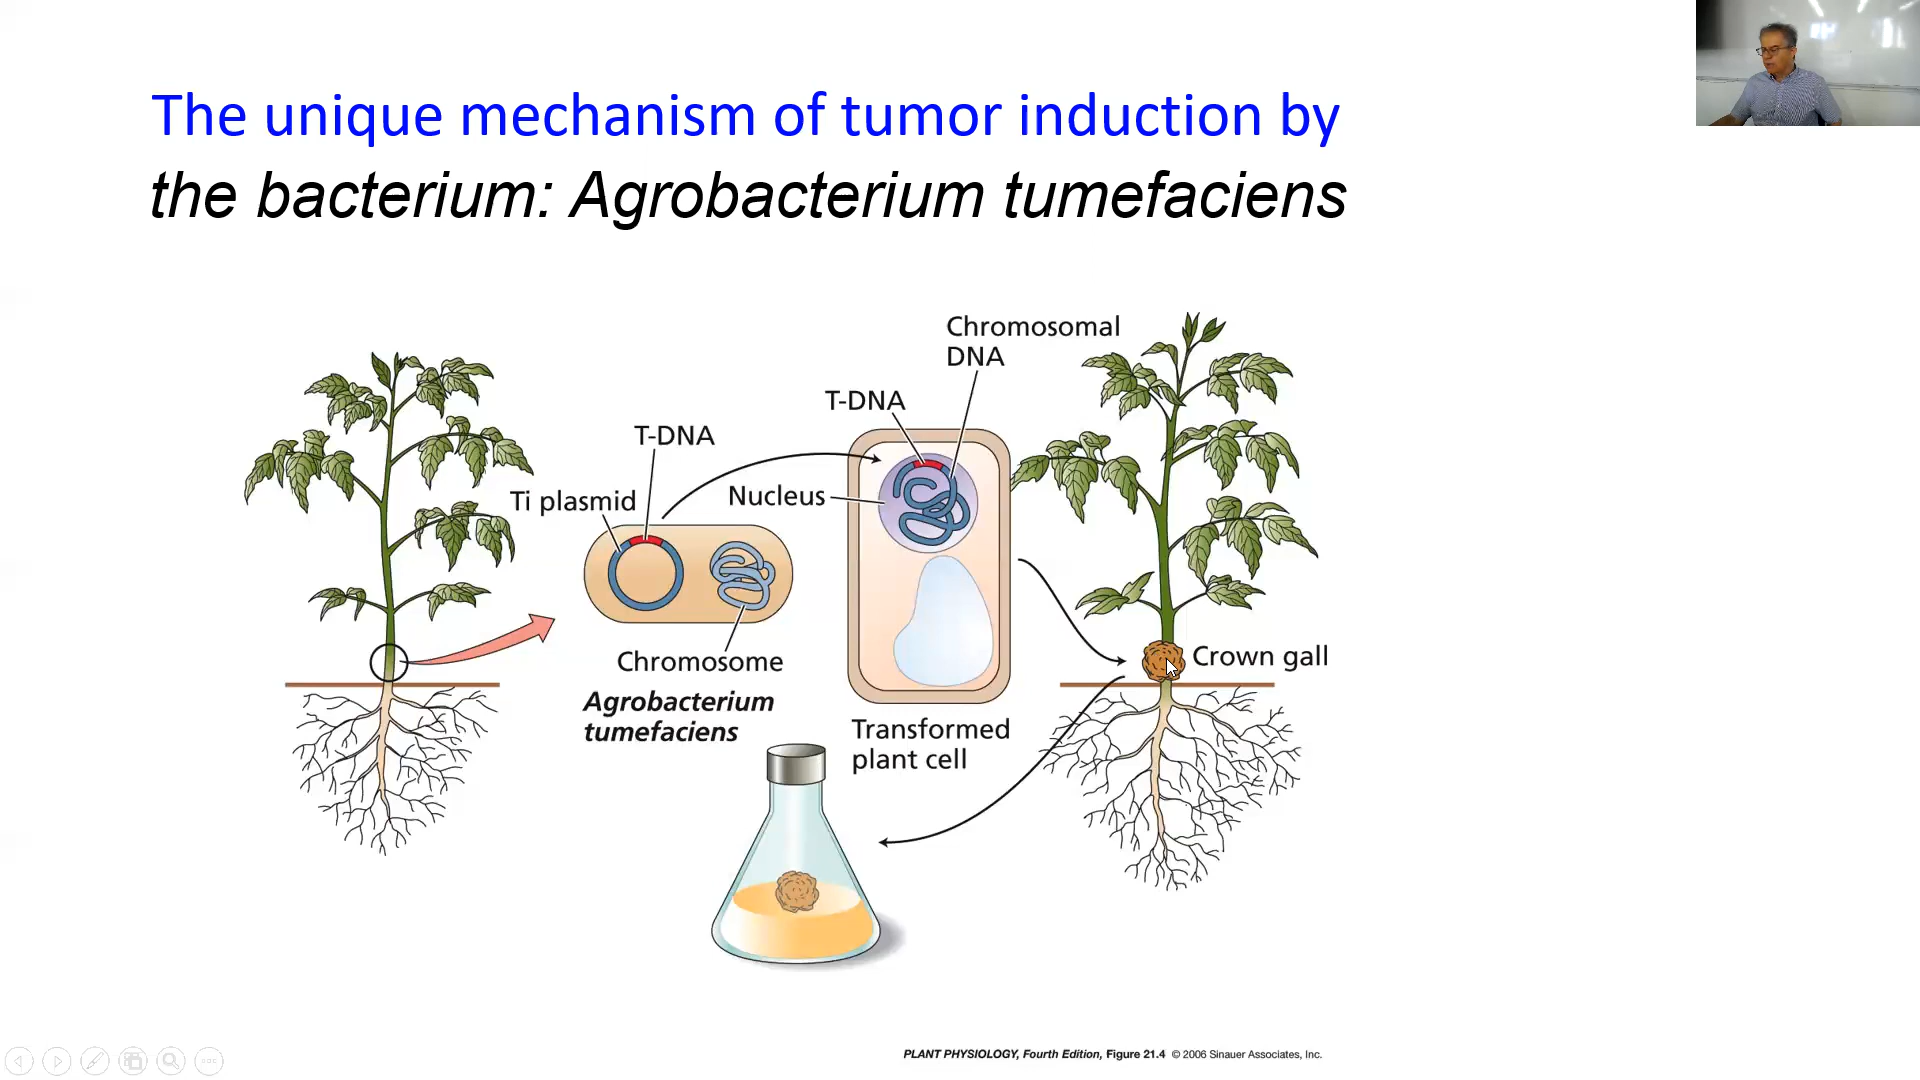 The unique mechanism of tumor induction by
the bacterium: Agrobacterium tumefaciens
Chromosomal
DNA
T-DNA
T-DNA
Ti plasmid
Nucleus
Chromosome
Agrobacterium
tumefaciens
Transformed
plant cell
Crown gall
PLANT PHYSIOLOGY, Fourth Edition, Figure 21.4 © 2006 Sinauer Associates, Inc.